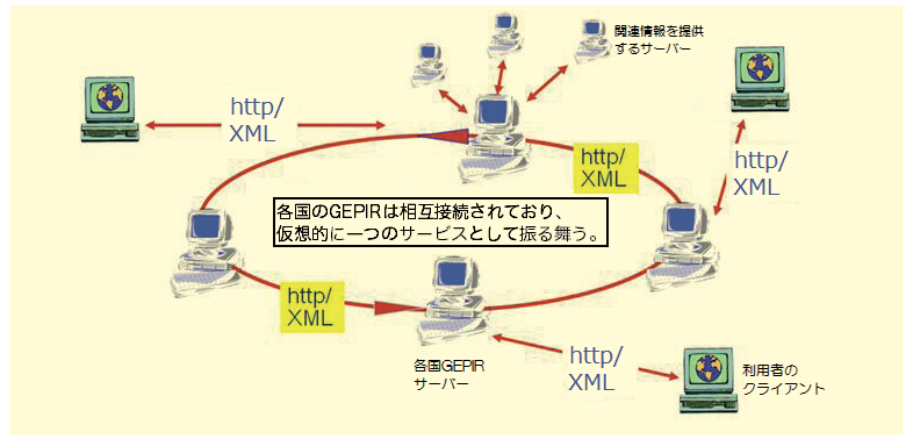 関連情報を提供
するサーバー
http/
XML
http/
XML
http/
XML
各国のGEPIRは相互接続されており、
仮想的に一つのサービスとして振る舞う。
http/
XML
http/
XML
各国GEPIR
サーバー
利用者の
クライアント